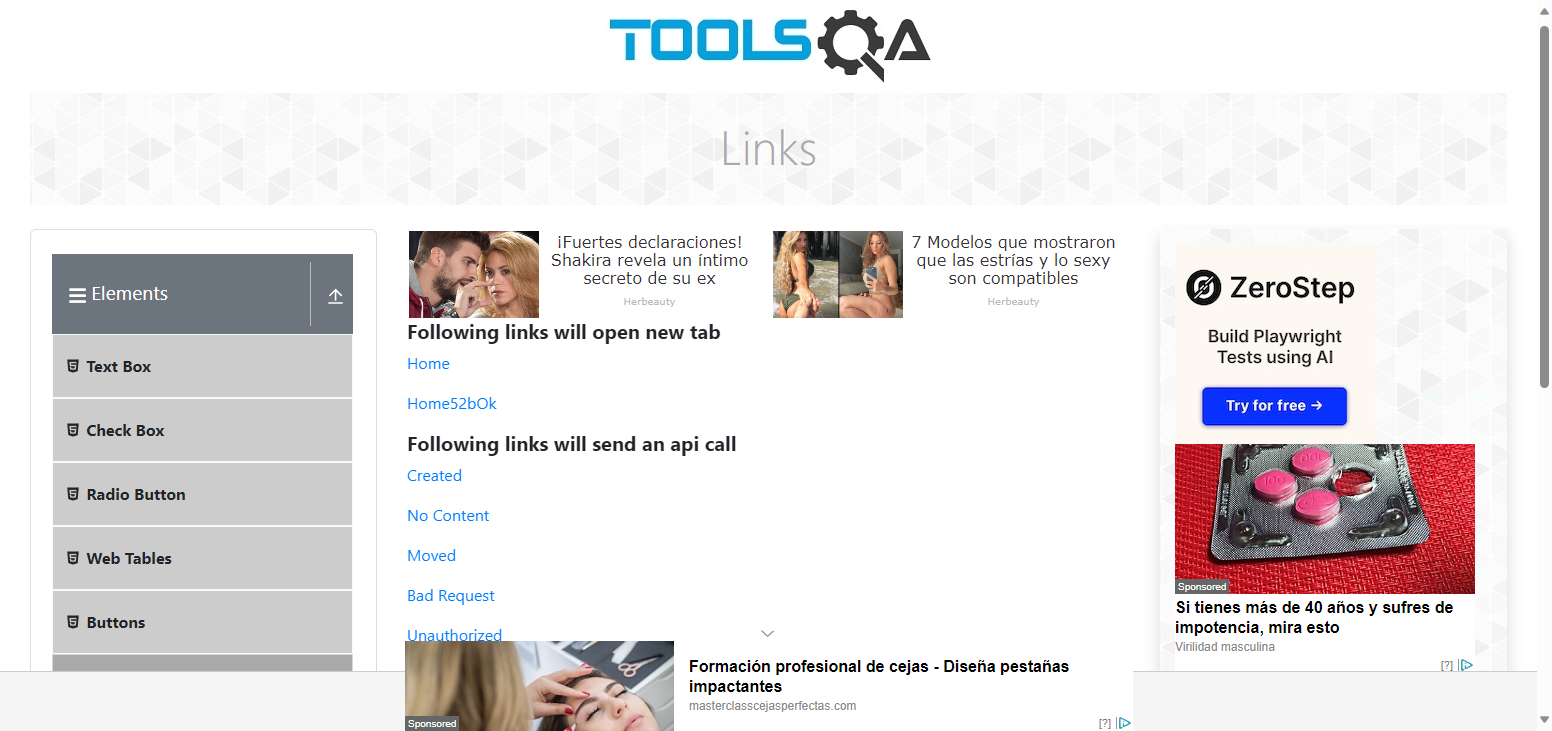 TOOLSQA
Links
Elements
Text Box
Check Box
Radio Button
Web Tables
Buttons
¡Fuertes declaraciones!
Shakira revela un íntimo
secreto de su ex
Herbeauty
7 Modelos que mostraron
que las estrías y lo sexy
son compatibles
Herbeauty
Following links will open new tab
Home
Home52bOk
Following links will send an api call
Created
No Content
Moved
Bad Request
Unauthorized
Sponsored
Formación profesional de cejas - Diseña pestañas
impactantes
masterclasscejasperfectas.com
[?]
ZeroStep
Build Playwright
Tests using AI
Try for free →
Sponsored
Si tienes más de 40 años y sufres de
impotencia, mira esto
Virilidad masculina
[?]